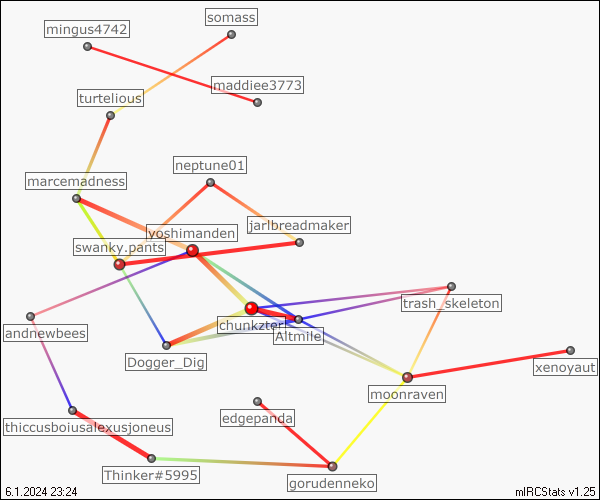 somass
mingus4742
maddiee3773
turtelious
neptune01
marcemadness
jarlbreadmaker
yoshimanden
swanky.pants
trash_skeleton
chunkzter
andnewbees
Altmile
Dogger_Dig
xenoyaut
moonraven
edgepanda
thiccusboiusalexusjoneus
Thinker#5995
gorudenneko
6.1.2024 23:24
mIRCStats v1.25